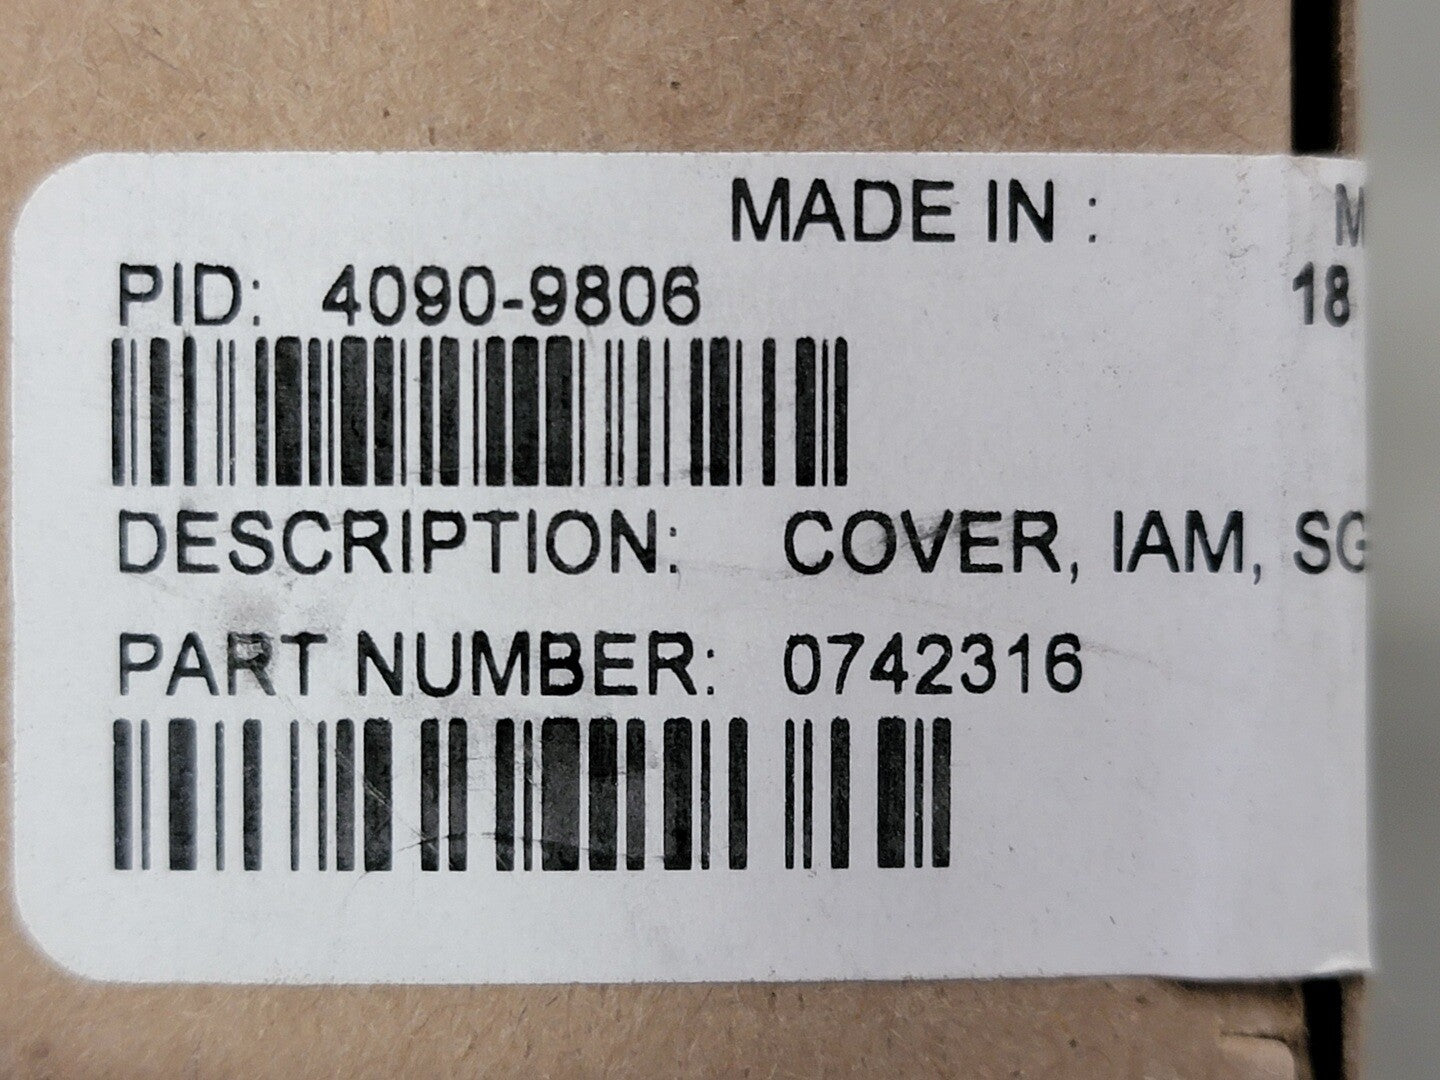 MADE IN :
PID: 4090-9806
18
DESCRIPTION: COVER, IAM,
PART NUMBER: 0742316